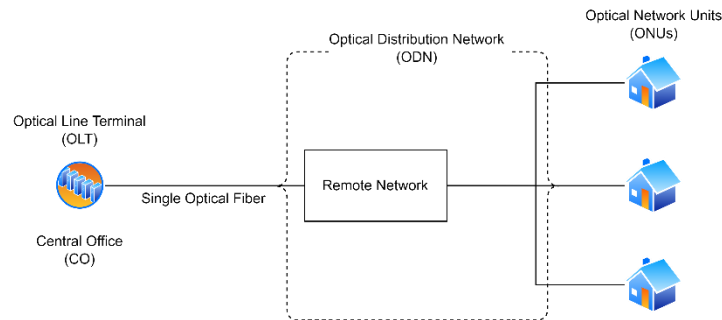 Optical Network Units
(ONUs)
Optical Distribution Network
(ODN)
Optical Line Terminal
(OLT)
Single Optical Fiber
Remote Network
Central Office
(CO)